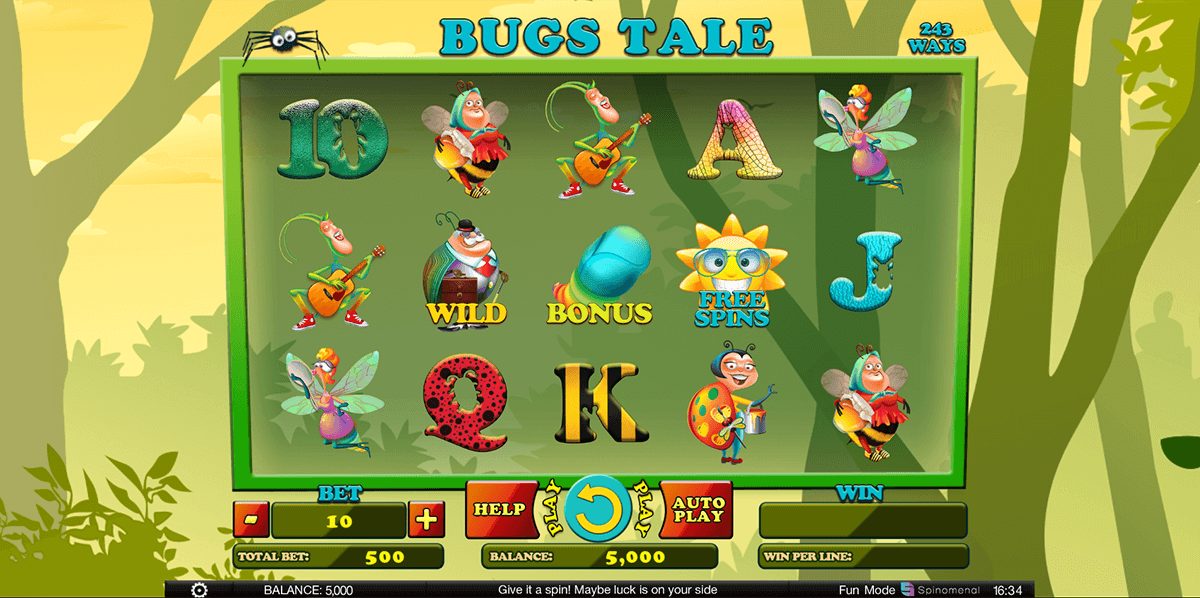 BUGS TALE
243
WAYS
10
A
WILD
BONUS
FREE
SPINS
J
Q
K
BET
WIN
-
10
+
HELP
PLAY
PLAY
AUTO
PLAY
TOTAL BET: 500
BALANCE: 5,000
WIN PER LINE:
BALANCE: 5,000
Give it a spin! Maybe luck is on your side
Fun Mode
Spinomenal
16:34